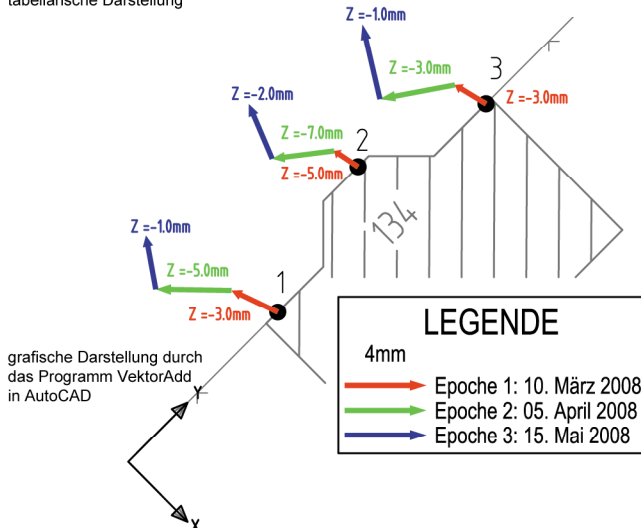 tabellarische Darstellung
Z =-1.0mm
3
Z =-3.0mm
Z =-3.0mm
Z =-2.0mm
2
Z =-7.0mm
Z =-5.0mm
134
Z =-1.0mm
1
Z =-5.0mm
Z =-3.0mm
LEGENDE
4mm
Epoche 1: 10. März 2008
Epoche 2: 05. April 2008
Epoche 3: 15. Mai 2008
grafische Darstellung durch
das Programm VektorAdd
in AutoCAD
Y
X